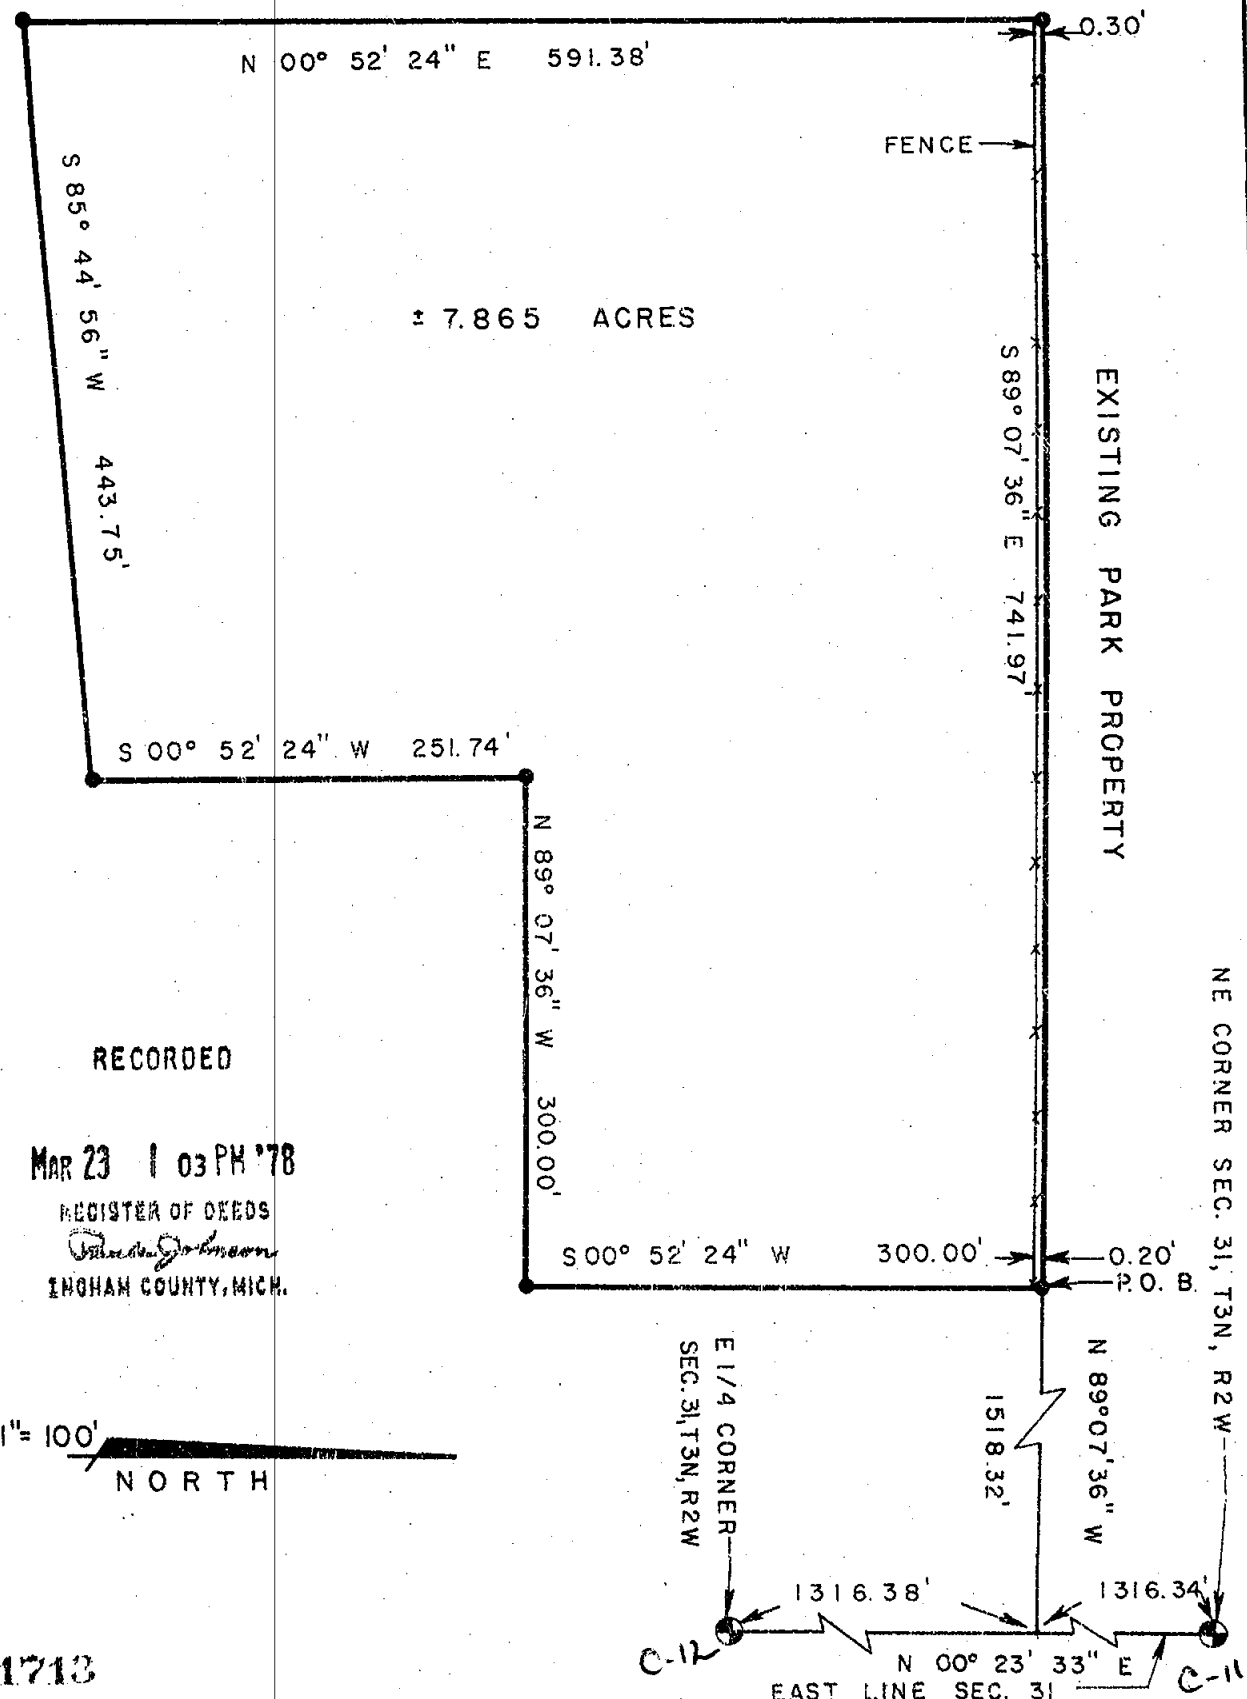 0.30'
N 00° 52' 24" E 591.38'
FENCE
S 85° 44' 56" W 443.75'
± 7.865 ACRES
S 89° 07' 36" E 741.97'
EXISTING PARK PROPERTY
S 00° 52' 24" W 251.74'
N 89° 07' 36" W 300.00'
NE CORNER SEC. 31, T3N, R2W
RECORDED
MAR 23 1 03 PM '78
REGISTER OF DEEDS
Johnson
INGHAM COUNTY, MICH.
S 00° 52' 24" W 300.00'
0.20'
P.O.B.
E 1/4 CORNER
SEC. 31, T3N, R2W
N 89° 07' 36" W
1518.32'
1"= 100'
NORTH
1316.38'
1316.34'
C-12
N 00° 23' 33" E
EAST LINE SEC. 31
C-11
1713